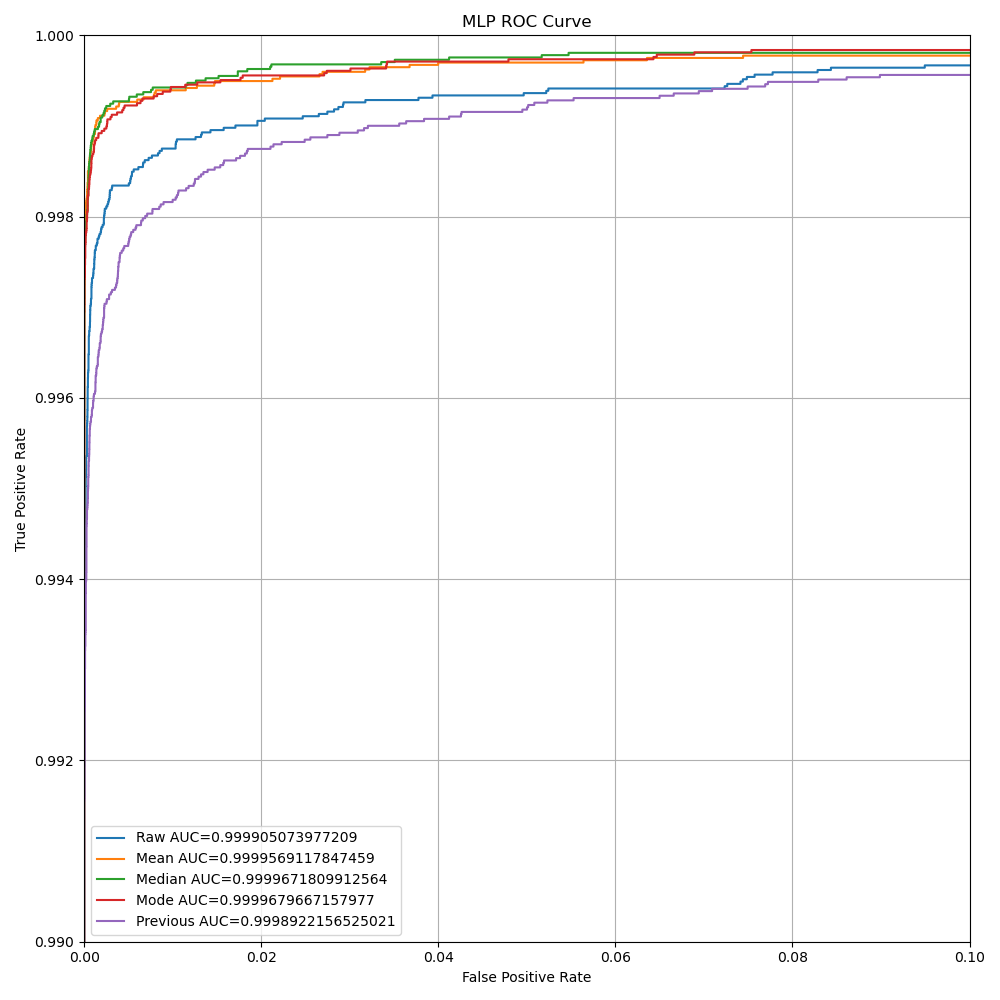 MLP ROC Curve
True Positive Rate
1.000
0.998
0.996
0.994
0.992
0.990
Raw AUC=0.999905073977209
Mean AUC=0.9999569117847459
Median AUC=0.9999671809912564
Mode AUC=0.9999679667157977
Previous AUC=0.9998922156525021
0.00 0.02 0.04 0.06 0.08 0.10
False Positive Rate